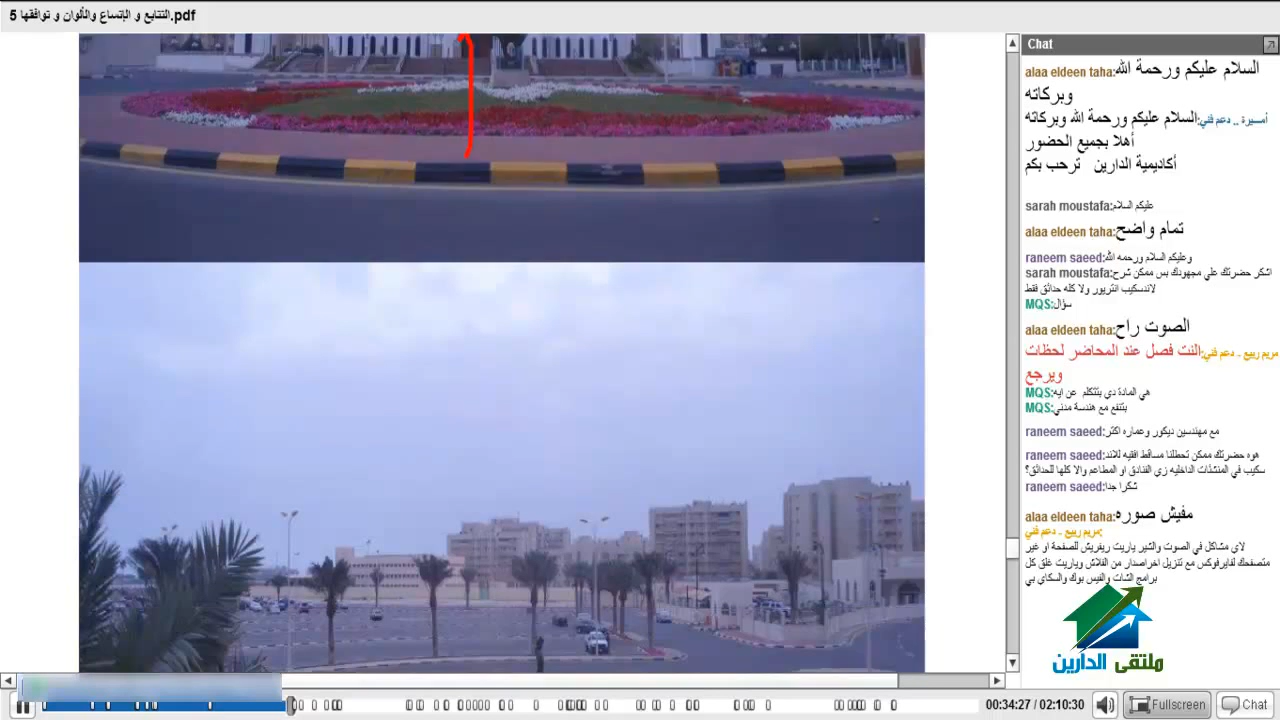 التتابع و الإتساع والألوان و توافقها 5.pdf
Chat
alaa eldeen taha:السلام عليكم ورحمة الله
وبركاته
أميرة .. دعم فني:السلام عليكم ورحمة الله وبركاته
أهلا بجميع الحضور
أكاديمية الدارين ترحب بكم
sarah moustafa:عليكم السلام
alaa eldeen taha:تمام واضح
raneem saeed:وعليكم السلام ورحمه الله
sarah moustafa:اشكر حضرتك علي مجهودك بس ممكن شرح
لاندسكيب انتريور ولا كله حدائق فقط
MQS:سؤال
alaa eldeen taha:الصوت راح
مريم ربيع - دعم فني:النت فصل عند المحاضر لحظات
ويرجع
MQS:هي المادة دي بتتكلم عن ايه
MQS:بتنفع مع هندسة مدني
raneem saeed:مع مهندسين ديكور وعماره اكثر
raneem saeed:هوه حضرتك ممكن تحطلنا مساقط افقيه للاند
سكيب في المنشئات الداخليه زي الفنادق او المطاعم والا كلها للحدائق؟
raneem saeed:شكرا جدا
alaa eldeen taha:مفيش صوره
مريم ربيع - دعم فني:
لاي مشاكل في الصوت والشير ياريت ريفريش للصفحة او غير
متصفحك لفايرفوكس مع تنزيل اخراصدار من الفلاش وياريت غلق كل
برامج الشات والفيس بوك والسكاي بي
ملتقى الدارين
00:34:27 / 02:10:30
Fullscreen
Chat